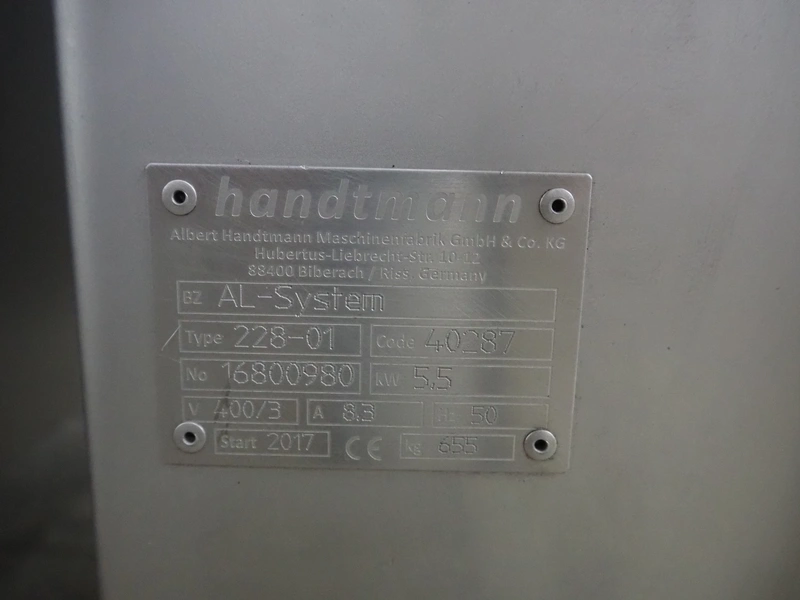 handtmann
Albert Handtmann Maschinenfabrik GmbH & Co. KG
Hubertus-Liebrecht-Str. 10-12
88400 Biberach / Riss Germany
BZ AL-System
Type 228-01 Code 40287
No 16800980 kW 5,5
V 400/3 A 8.3 Hz 50
Start 2017 CE kg 655